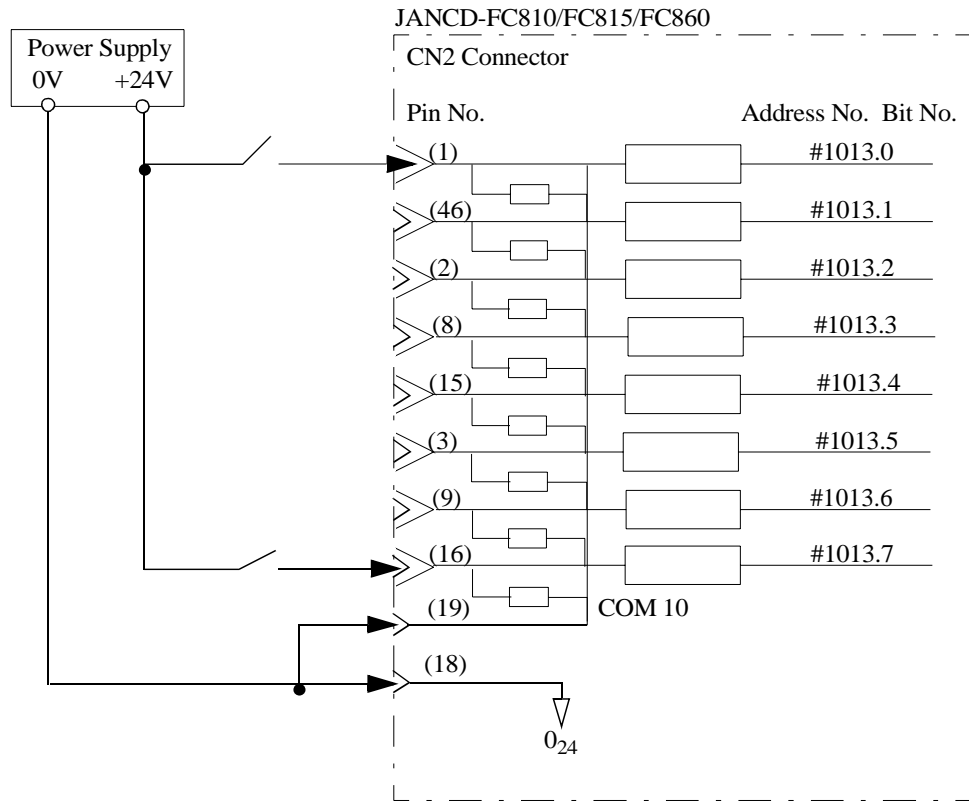 JANCD-FC810/FC815/FC860
Power Supply
0V +24V
CN2 Connector
Pin No. Address No. Bit No.
(1) #1013.0
(46) #1013.1
(2) #1013.2
(8) #1013.3
(15) #1013.4
(3) #1013.5
(9) #1013.6
(16) #1013.7
(19) COM 10
(18)
0₂₄